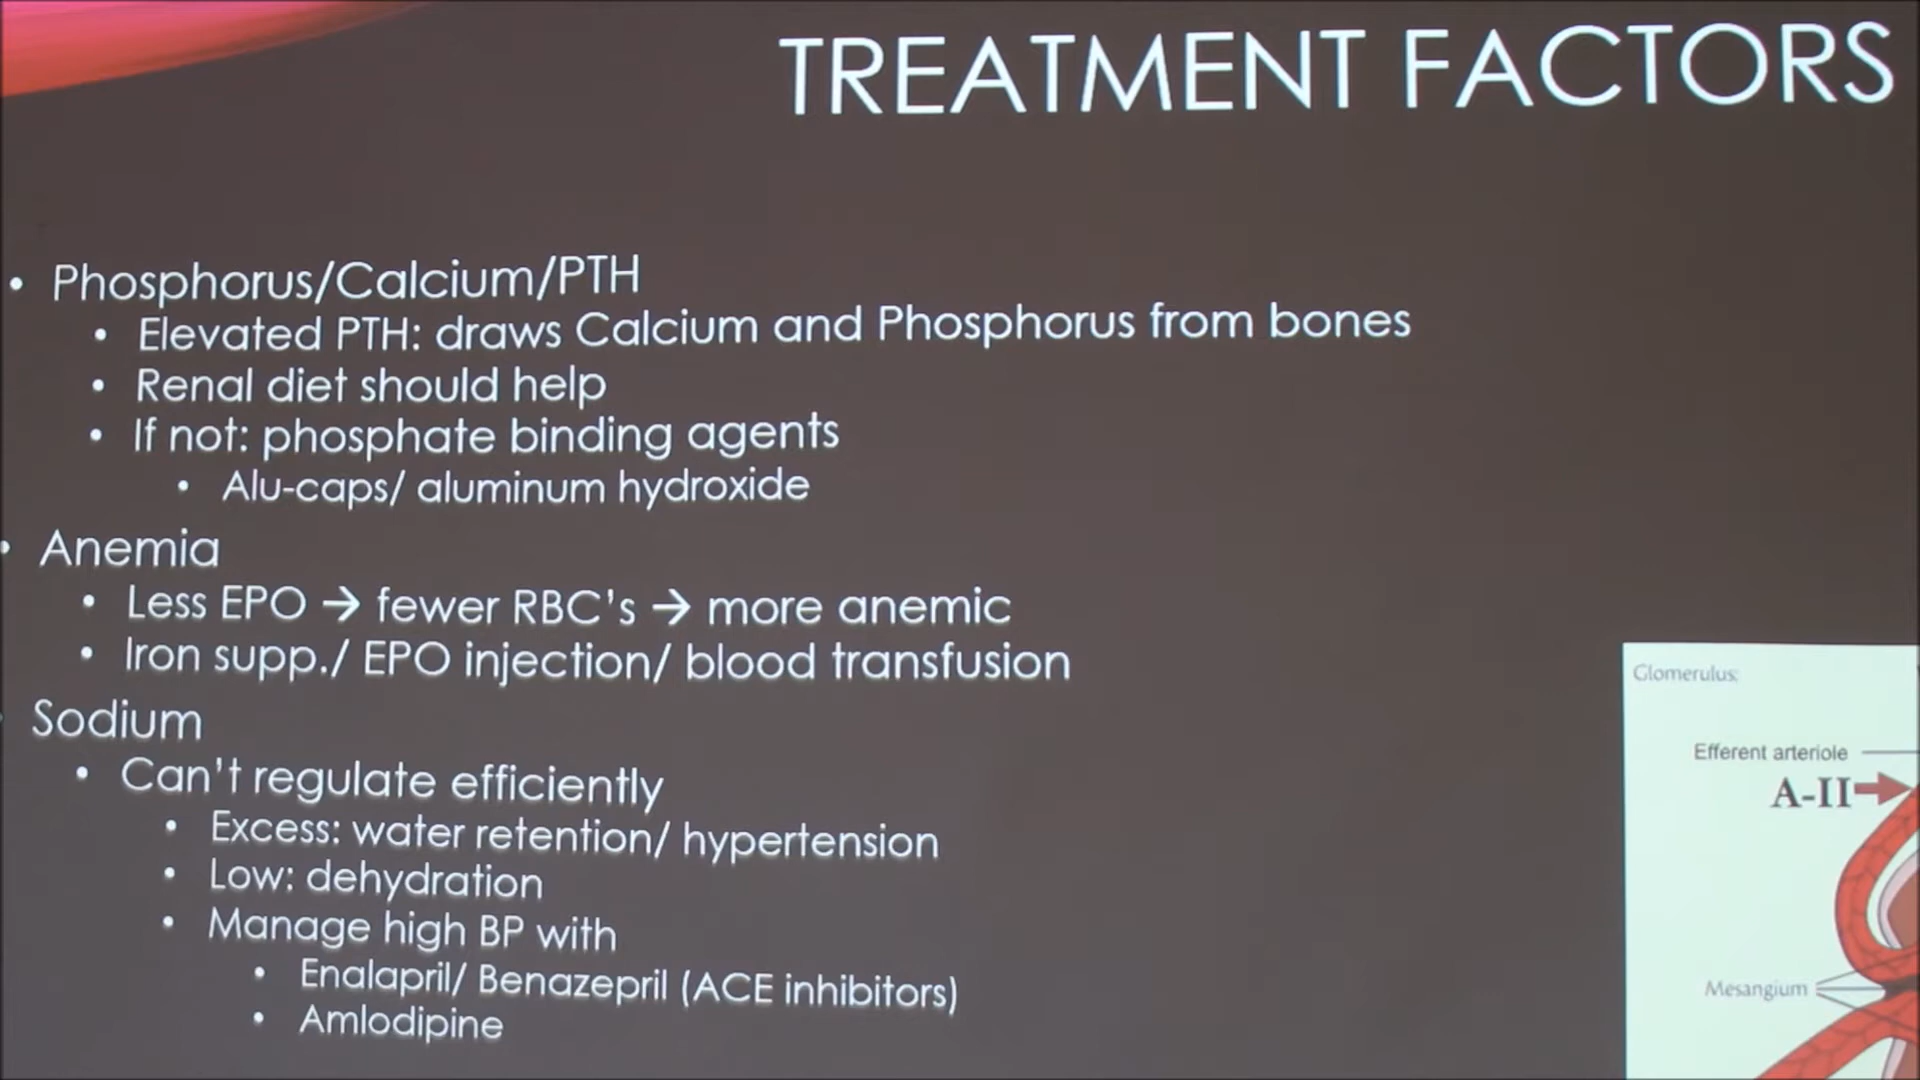 TREATMENT FACTORS
• Phosphorus/Calcium/PTH
• Elevated PTH: draws Calcium and Phosphorus from bones
• Renal diet should help
• If not: phosphate binding agents
• Alu-caps/ aluminum hydroxide
• Anemia
• Less EPO → fewer RBC's → more anemic
• Iron supp./ EPO injection/ blood transfusion
• Sodium
• Can't regulate efficiently
• Excess: water retention/ hypertension
• Low: dehydration
• Manage high BP with
• Enalapril/ Benazepril (ACE inhibitors)
• Amlodipine
Glomerulus:
Efferent arteriole
A-II
Mesangium